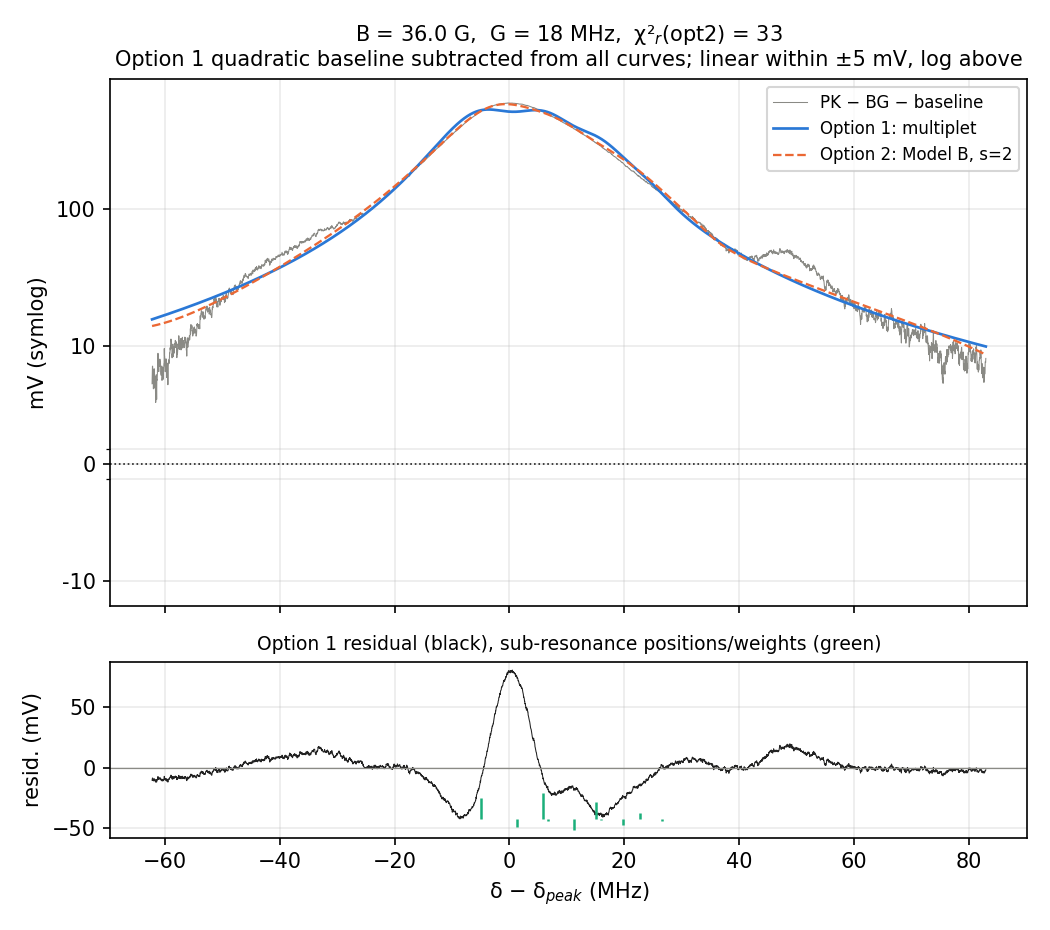 B = 36.0 G,  G = 18 MHz,  χ²ᵣ(opt2) = 33
Option 1 quadratic baseline subtracted from all curves; linear within ±5 mV, log above
PK − BG − baseline
Option 1: multiplet
Option 2: Model B, s=2
mV (symlog)
100
10
0
-10
Option 1 residual (black), sub-resonance positions/weights (green)
resid. (mV)
50
0
−50
−60 −40 −20 0 20 40 60 80
δ − δpeak (MHz)